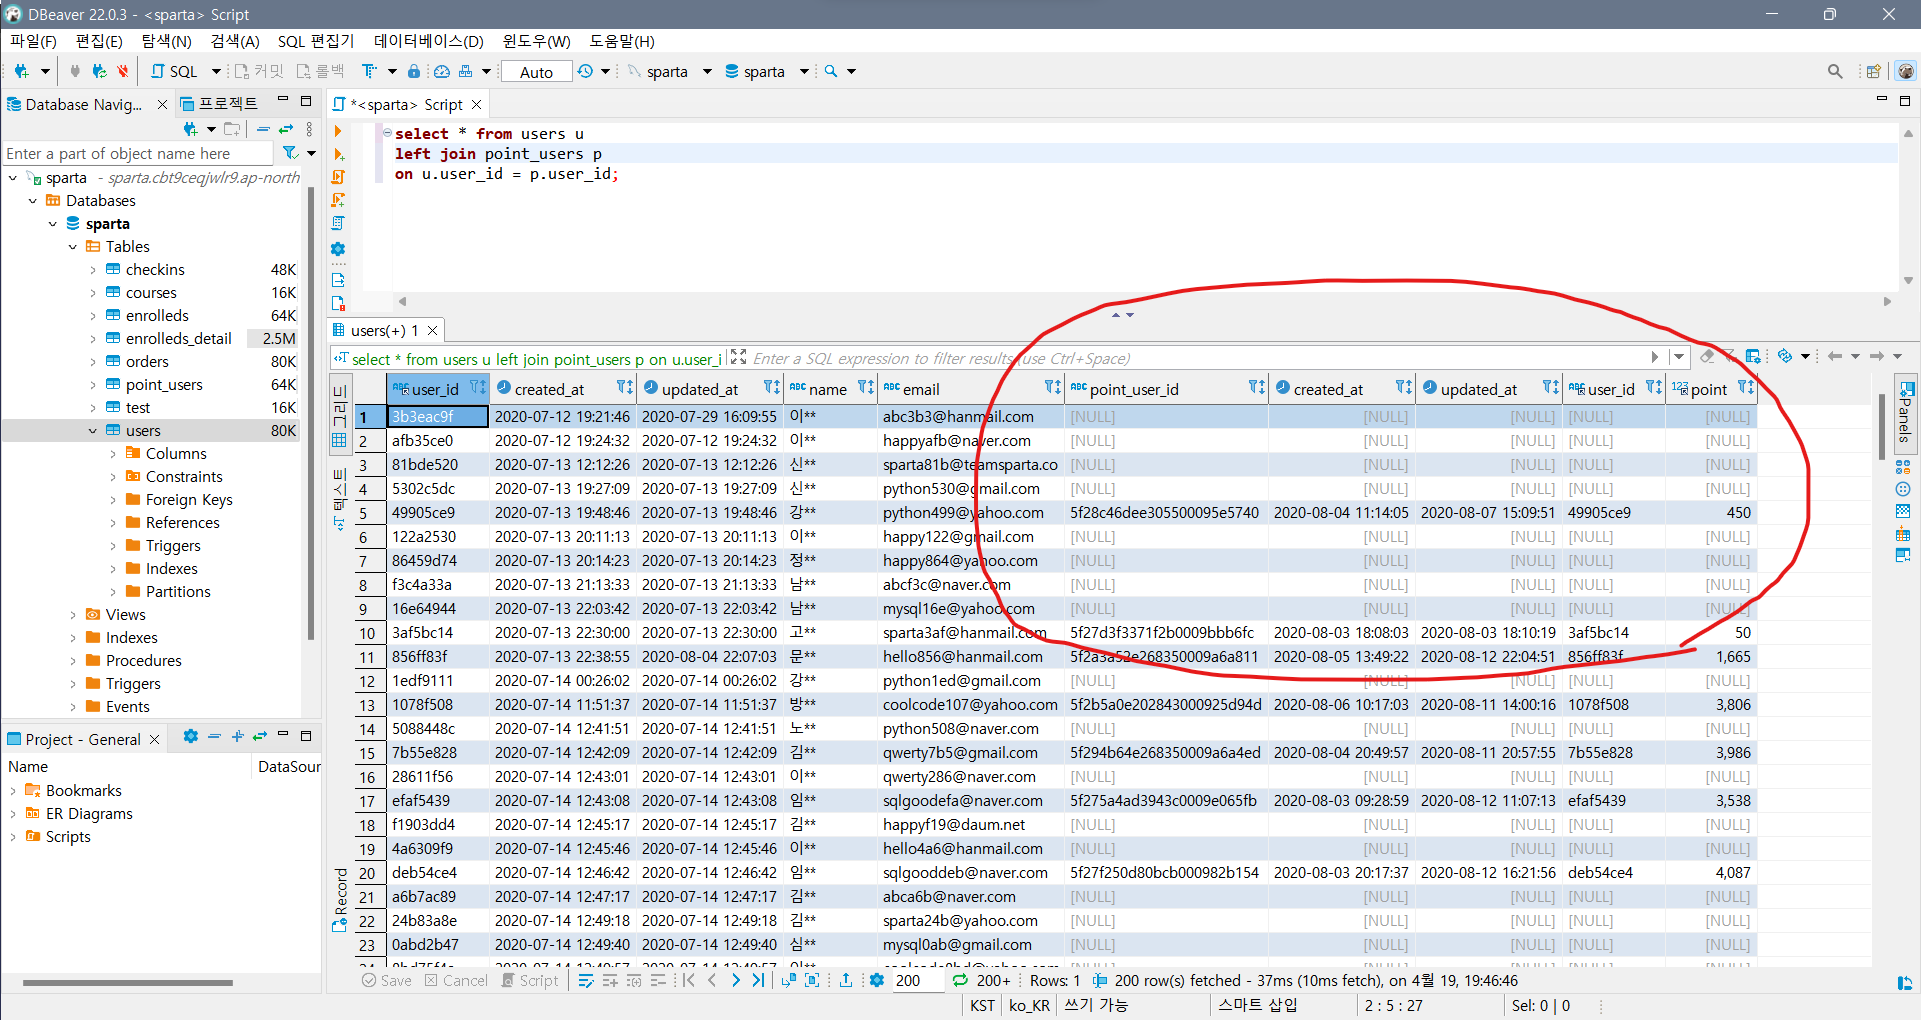 DBeaver 22.0.3 - <sparta> Script
파일(F) 편집(E) 탐색(N) 검색(A) SQL 편집기 데이터베이스(D) 윈도우(W) 도움말(H)
SQL 커밋 롤백 Auto sparta sparta
Database Navig... 프로젝트
Enter a part of object name here
sparta - sparta.cbt9ceqjwlr9.ap-north
Databases
sparta
Tables
checkins 48K
courses 16K
enrolleds 64K
enrolleds_detail 2.5M
orders 80K
point_users 64K
test 16K
users 80K
Columns
Constraints
Foreign Keys
References
Triggers
Indexes
Partitions
Views
Indexes
Procedures
Triggers
Events
Project - General
Name DataSour
Bookmarks
ER Diagrams
Scripts
*<sparta> Script
select * from users u
left join point_users p
on u.user_id = p.user_id;
users(+) 1
select * from users u left join point_users p on u.user_i Enter a SQL expression to filter results (use Ctrl+Space)
user_id created_at updated_at name email point_user_id created_at updated_at user_id point
1 3b3eac9f 2020-07-12 19:21:46 2020-07-29 16:09:55 이** abc3b3@hanmail.com [NULL] [NULL] [NULL] [NULL] [NULL]
2 afb35ce0 2020-07-12 19:24:32 2020-07-12 19:24:32 이** happyafb@naver.com [NULL] [NULL] [NULL] [NULL] [NULL]
3 81bde520 2020-07-13 12:12:26 2020-07-13 12:12:26 신** sparta81b@teamsparta.co [NULL] [NULL] [NULL] [NULL] [NULL]
4 5302c5dc 2020-07-13 19:27:09 2020-07-13 19:27:09 신** python530@gmail.com [NULL] [NULL] [NULL] [NULL] [NULL]
5 49905ce9 2020-07-13 19:48:46 2020-07-13 19:48:46 강** python499@yahoo.com 5f28c46dee305500095e5740 2020-08-04 11:14:05 2020-08-07 15:09:51 49905ce9 450
6 122a2530 2020-07-13 20:11:13 2020-07-13 20:11:13 이** happy122@gmail.com [NULL] [NULL] [NULL] [NULL] [NULL]
7 86459d74 2020-07-13 20:14:23 2020-07-13 20:14:23 정** happy864@yahoo.com [NULL] [NULL] [NULL] [NULL] [NULL]
8 f3c4a33a 2020-07-13 21:13:33 2020-07-13 21:13:33 남** abcf3c@naver.com [NULL] [NULL] [NULL] [NULL] [NULL]
9 16e64944 2020-07-13 22:03:42 2020-07-13 22:03:42 남** mysql16e@yahoo.com [NULL] [NULL] [NULL] [NULL] [NULL]
10 3af5bc14 2020-07-13 22:30:00 2020-07-13 22:30:00 고** sparta3af@hanmail.com 5f27d3f3371f2b0009bbb6fc 2020-08-03 18:08:03 2020-08-03 18:10:19 3af5bc14 50
11 856ff83f 2020-07-13 22:38:55 2020-08-04 22:07:03 문** hello856@hanmail.com 5f2a3a52e268350009a6a811 2020-08-05 13:49:22 2020-08-12 22:04:51 856ff83f 1,665
12 1edf9111 2020-07-14 00:26:02 2020-07-14 00:26:02 강** python1ed@gmail.com [NULL] [NULL] [NULL] [NULL] [NULL]
13 1078f508 2020-07-14 11:51:37 2020-07-14 11:51:37 방** coolcode107@yahoo.com 5f2b5a0e202843000925d94d 2020-08-06 10:17:03 2020-08-11 14:00:16 1078f508 3,806
14 5088448c 2020-07-14 12:41:51 2020-07-14 12:41:51 노** python508@naver.com [NULL] [NULL] [NULL] [NULL] [NULL]
15 7b55e828 2020-07-14 12:42:09 2020-07-14 12:42:09 김** qwerty7b5@gmail.com 5f294b64e268350009a6a4ed 2020-08-04 20:49:57 2020-08-11 20:57:55 7b55e828 3,986
16 28611f56 2020-07-14 12:43:01 2020-07-14 12:43:01 이** qwerty286@naver.com [NULL] [NULL] [NULL] [NULL] [NULL]
17 efaf5439 2020-07-14 12:43:08 2020-07-14 12:43:08 임** sqlgoodefa@naver.com 5f275a4ad3943c0009e065fb 2020-08-03 09:28:59 2020-08-12 11:07:13 efaf5439 3,538
18 f1903dd4 2020-07-14 12:45:17 2020-07-14 12:45:17 김** happyf19@daum.net [NULL] [NULL] [NULL] [NULL] [NULL]
19 4a6309f9 2020-07-14 12:45:46 2020-07-14 12:45:46 이** hello4a6@hanmail.com [NULL] [NULL] [NULL] [NULL] [NULL]
20 deb54ce4 2020-07-14 12:46:42 2020-07-14 12:46:42 임** sqlgooddeb@naver.com 5f27f250d80bcb000982b154 2020-08-03 20:17:37 2020-08-12 16:21:56 deb54ce4 4,087
21 a6b7ac89 2020-07-14 12:47:17 2020-07-14 12:47:17 김** abca6b@naver.com [NULL] [NULL] [NULL] [NULL] [NULL]
22 24b83a8e 2020-07-14 12:49:18 2020-07-14 12:49:18 김** sparta24b@yahoo.com [NULL] [NULL] [NULL] [NULL] [NULL]
23 0abd2b47 2020-07-14 12:49:40 2020-07-14 12:49:40 심** mysql0ab@gmail.com [NULL] [NULL] [NULL] [NULL] [NULL]
Record
Panels
Save Cancel Script 200 200+ Rows: 1 200 row(s) fetched - 37ms (10ms fetch), on 4월 19, 19:46:46
KST ko_KR 쓰기 가능 스마트 삽입 2 : 5 : 27 Sel: 0 | 0